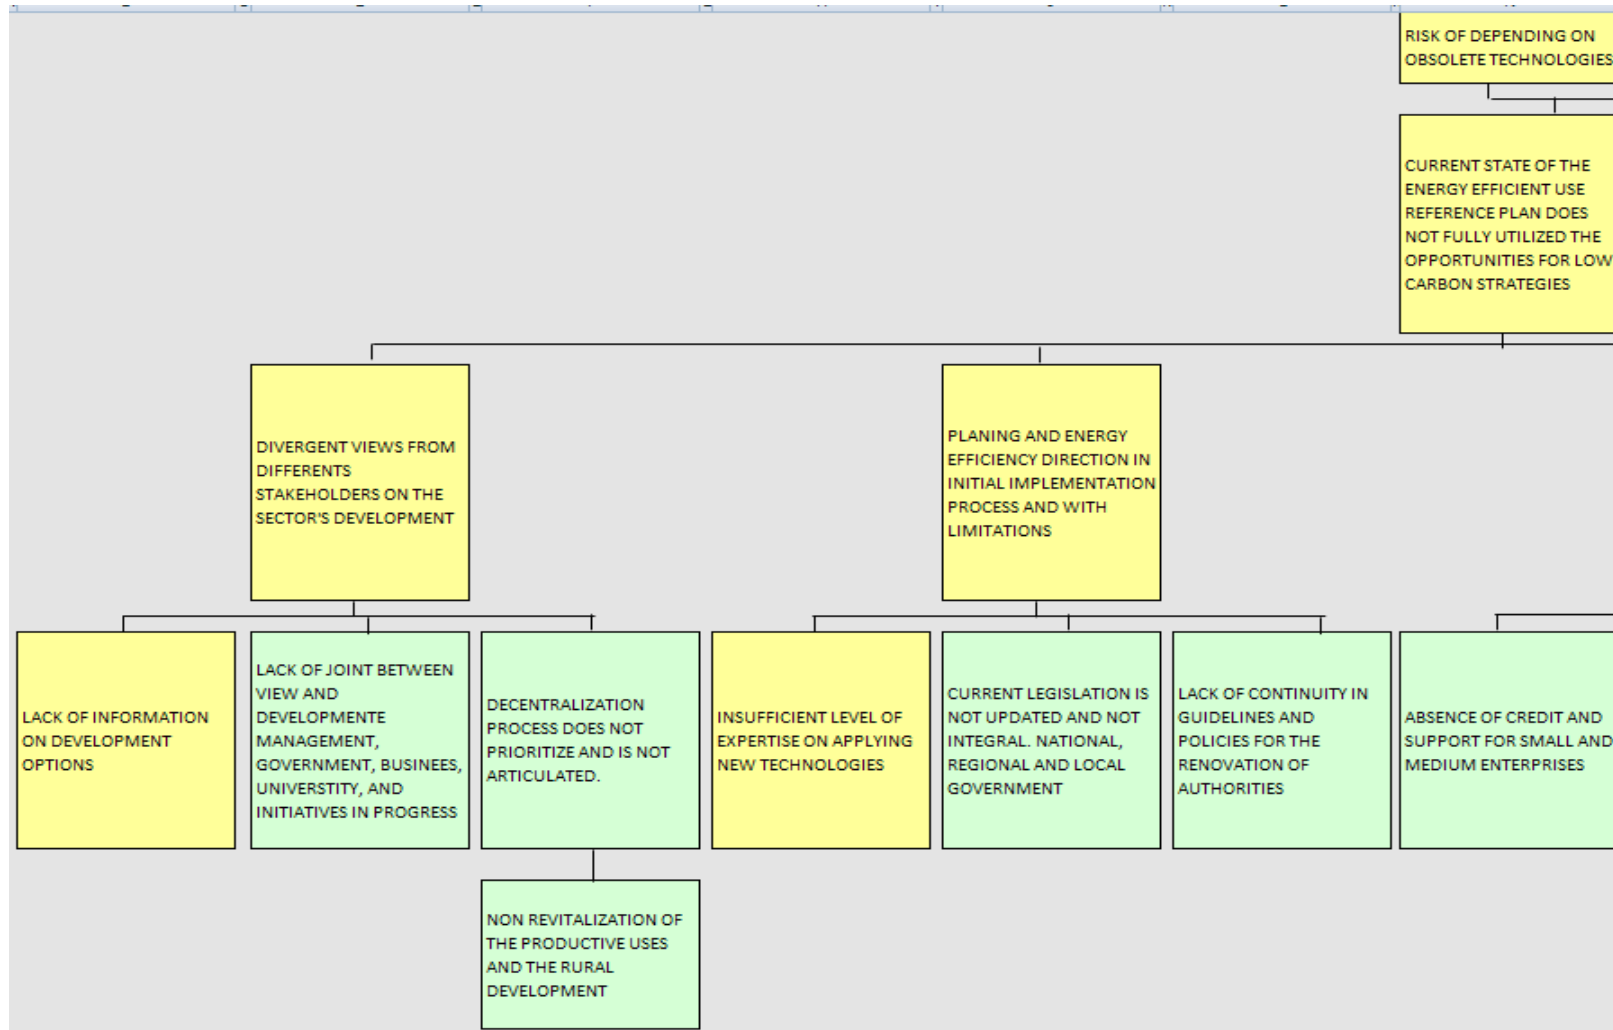 RISK OF DEPENDING ON
OBSOLETE TECHNOLOGIES
CURRENT STATE OF THE
ENERGY EFFICIENT USE
REFERENCE PLAN DOES
NOT FULLY UTILIZED THE
OPPORTUNITIES FOR LOW
CARBON STRATEGIES
DIVERGENT VIEWS FROM
DIFFERENTS
STAKEHOLDERS ON THE
SECTOR'S DEVELOPMENT
PLANING AND ENERGY
EFFICIENCY DIRECTION IN
INITIAL IMPLEMENTATION
PROCESS AND WITH
LIMITATIONS
LACK OF INFORMATION
ON DEVELOPMENT
OPTIONS
LACK OF JOINT BETWEEN
VIEW AND
DEVELOPMENTE
MANAGEMENT,
GOVERNMENT, BUSINEES,
UNIVERSTITY, AND
INITIATIVES IN PROGRESS
DECENTRALIZATION
PROCESS DOES NOT
PRIORITIZE AND IS NOT
ARTICULATED.
INSUFFICIENT LEVEL OF
EXPERTISE ON APPLYING
NEW TECHNOLOGIES
CURRENT LEGISLATION IS
NOT UPDATED AND NOT
INTEGRAL. NATIONAL,
REGIONAL AND LOCAL
GOVERNMENT
LACK OF CONTINUITY IN
GUIDELINES AND
POLICIES FOR THE
RENOVATION OF
AUTHORITIES
ABSENCE OF CREDIT AND
SUPPORT FOR SMALL AND
MEDIUM ENTERPRISES
NON REVITALIZATION OF
THE PRODUCTIVE USES
AND THE RURAL
DEVELOPMENT